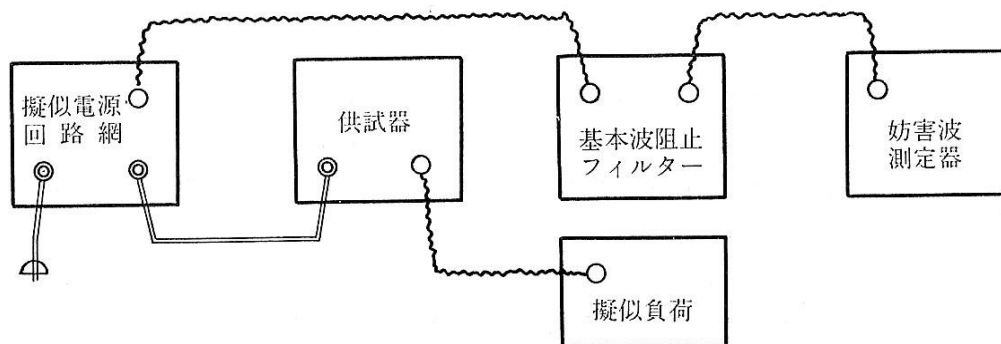 擬似電源
回路網
供試器
基本波阻止
フィルター
妨害波
測定器
擬似負荷